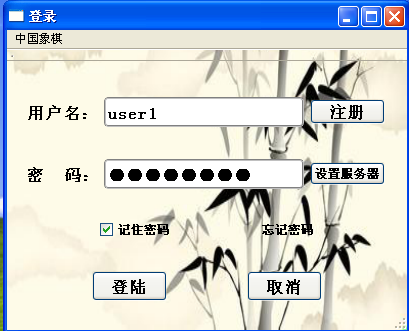 登录
中国象棋
用户名： user1 注册
密 码： ●●●●●●●● 设置服务器
记住密码 忘记密码
登陆 取消